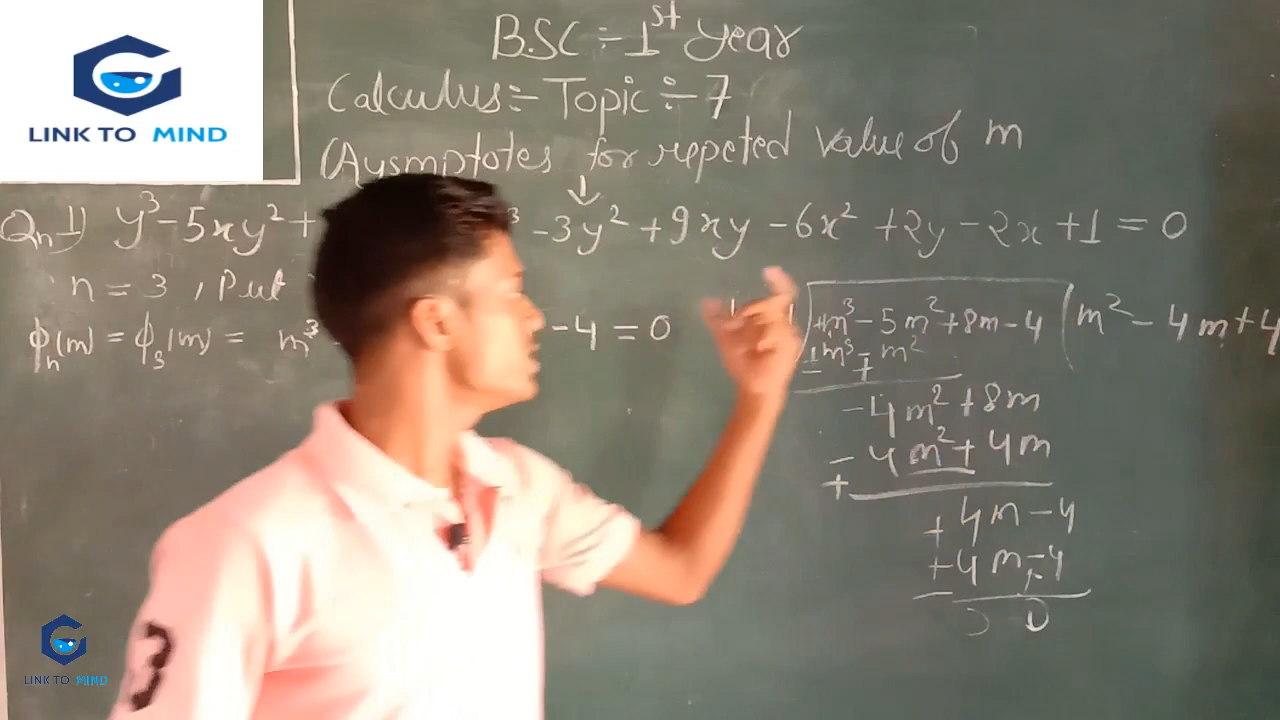 LINK TO MIND
B.SC ÷ 1st year
Calculus:- Topic ÷ 7
Aysmptotes for repeted value of m
Qn 1) y³ - 5xy² + ³ - 3y² + 9xy - 6x² + 2y - 2x + 1 = 0
n = 3, Put
ϕn(m) = ϕ3(m) = m³ - 4 = 0
+m³ - 5m² + 8m - 4 ( m² - 4m + 4
m³ - m²
-4m² + 8m
- 4m² + 4m
+
+ 4m - 4
+ 4m - 4
0
LINK TO MIND